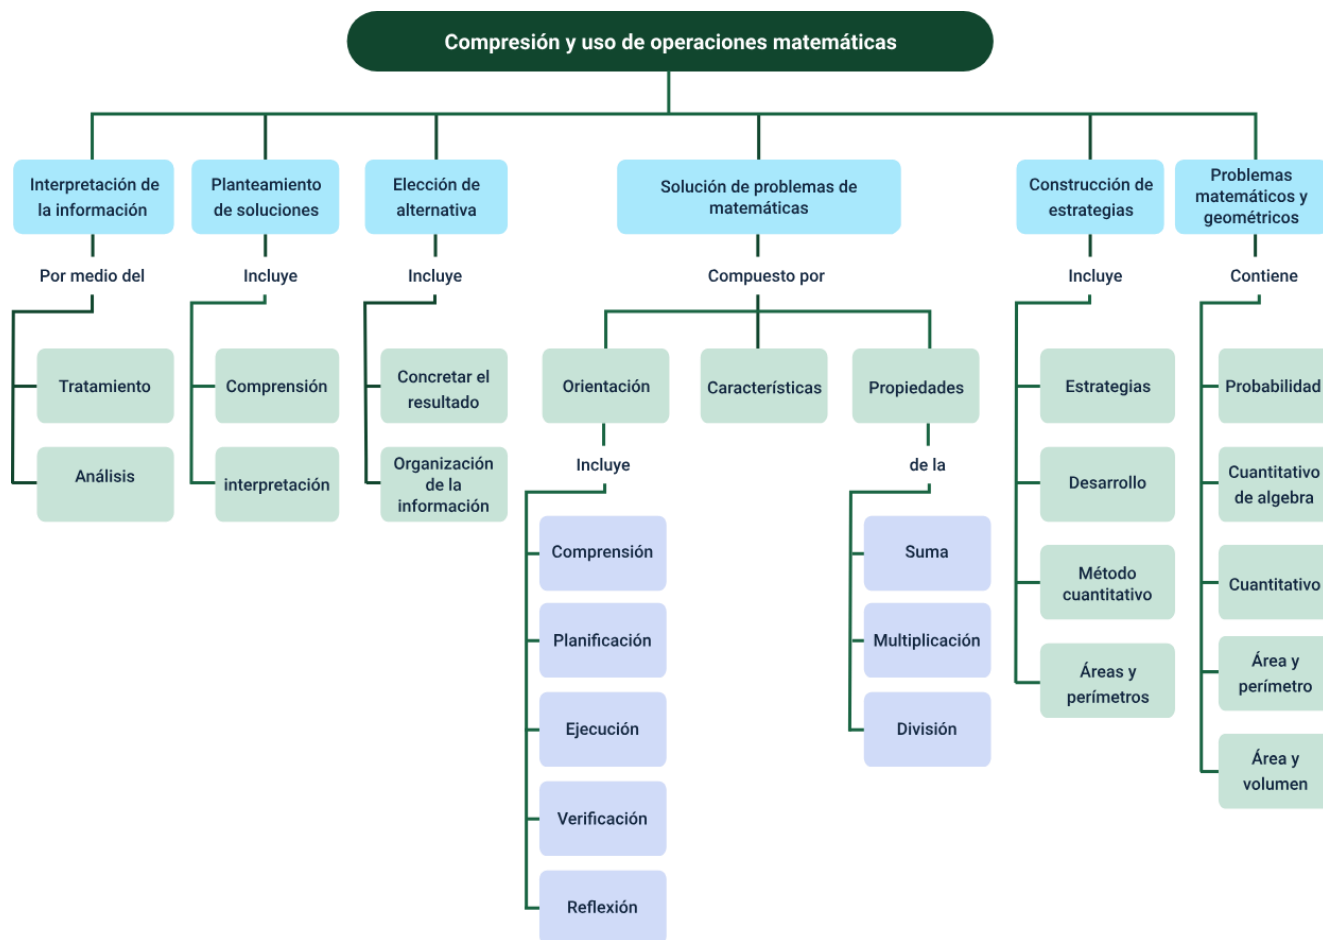 Compresión y uso de operaciones matemáticas
Interpretación de
la información
Planteamiento
de soluciones
Elección de
alternativa
Solución de problemas de
matemáticas
Construcción de
estrategias
Problemas
matemáticos y
geométricos
Por medio del
Incluye
Incluye
Compuesto por
Incluye
Contiene
Tratamiento
Análisis
Comprensión
interpretación
Concretar el
resultado
Organización
de la
información
Orientación
Características
Propiedades
Incluye
de la
Comprensión
Planificación
Ejecución
Verificación
Reflexión
Suma
Multiplicación
División
Estrategias
Desarrollo
Método
cuantitativo
Áreas y
perímetros
Probabilidad
Cuantitativo
de algebra
Cuantitativo
Área y
perímetro
Área y
volumen